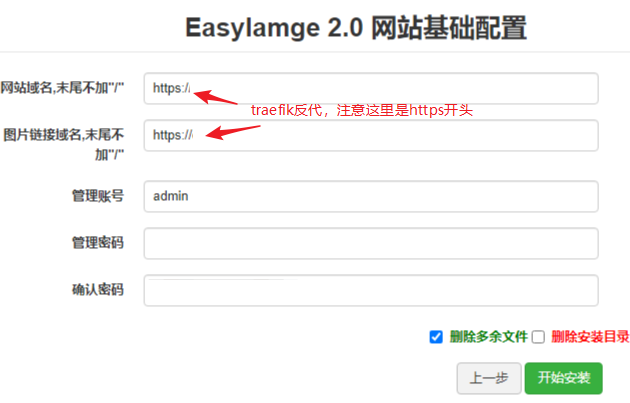 EasyIamge 2.0 网站基础配置
网站域名,末尾不加"/"
https:/
traefik反代，注意这里是https开头
图片链接域名,末尾不
加"/"
https://
管理账号
admin
管理密码
确认密码
删除多余文件
删除安装目录
上一步
开始安装